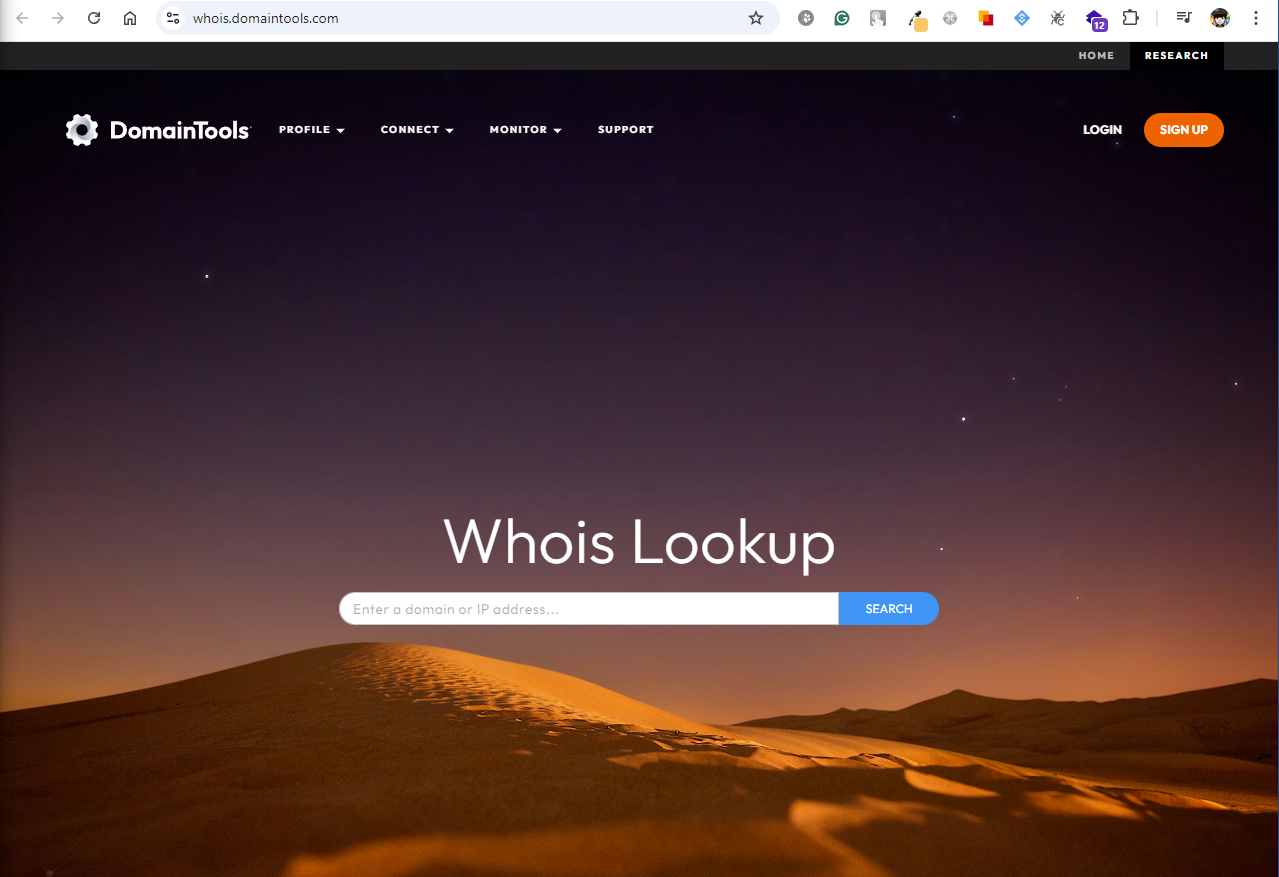 whois.domaintools.com
12
HOME
RESEARCH
DomainTools
PROFILE
CONNECT
MONITOR
SUPPORT
LOGIN
SIGN UP
Whois Lookup
Enter a domain or IP address...
SEARCH